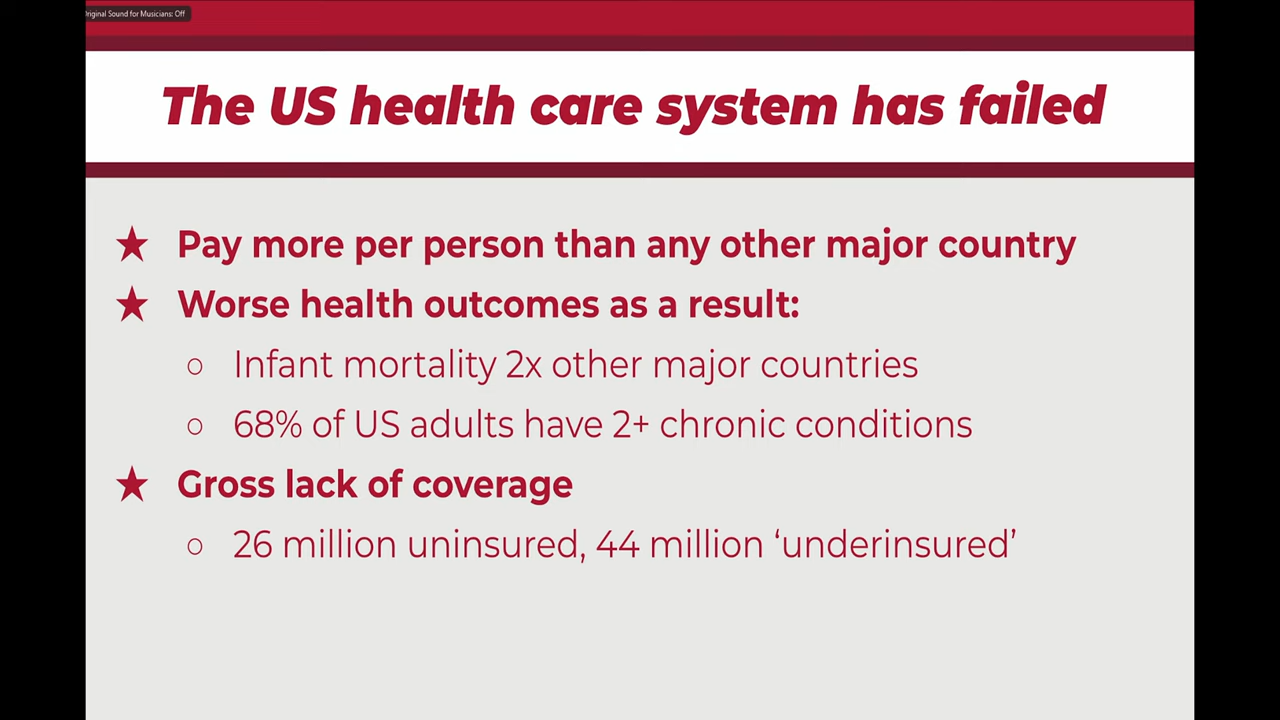 riginal Sound for Musicians: Off
The US health care system has failed
★ Pay more per person than any other major country
★ Worse health outcomes as a result:
○ Infant mortality 2x other major countries
○ 68% of US adults have 2+ chronic conditions
★ Gross lack of coverage
○ 26 million uninsured, 44 million ‘underinsured’